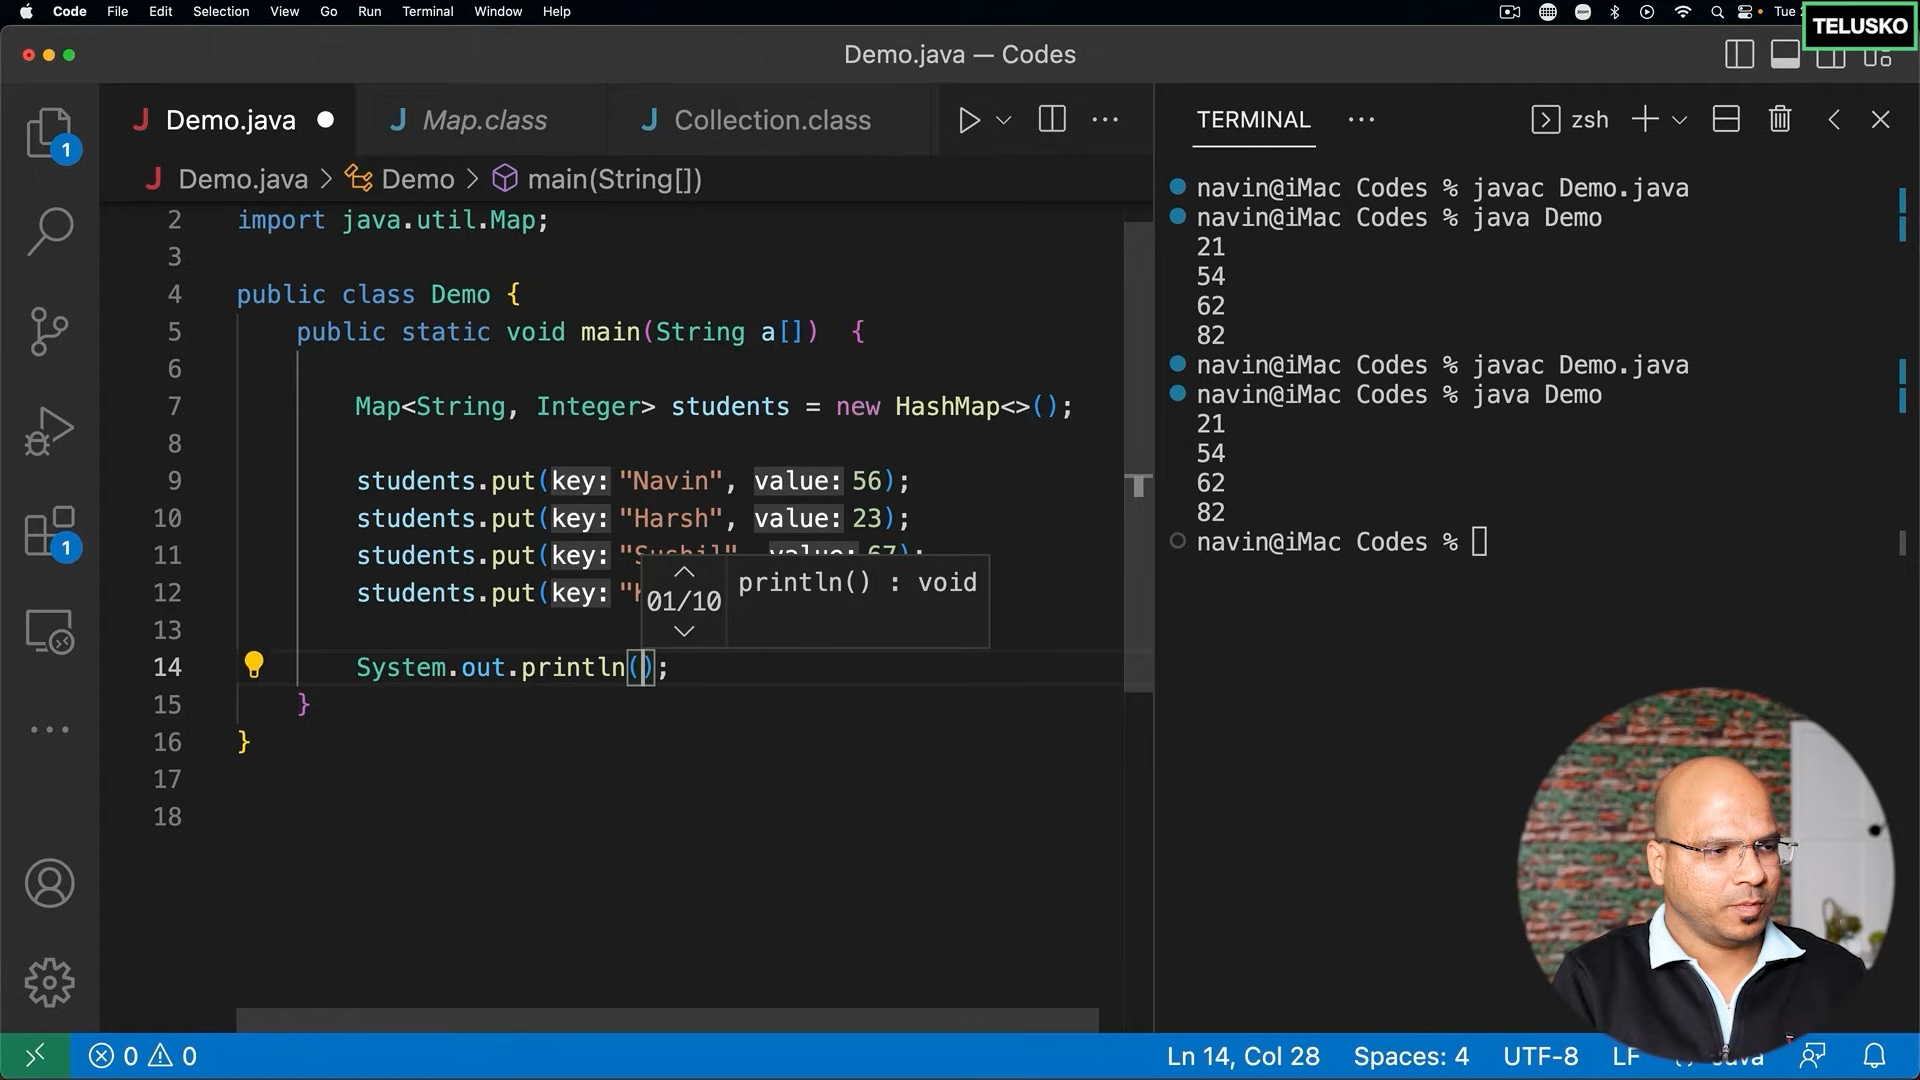 Code File Edit Selection View Go Run Terminal Window Help
zoom
Tue
TELUSKO
Demo.java — Codes
J Demo.java
J Map.class
J Collection.class
TERMINAL
zsh
J Demo.java > Demo > main(String[])
2 import java.util.Map;
3
4 public class Demo {
5 public static void main(String a[]) {
6
7 Map<String, Integer> students = new HashMap<>();
8
9 students.put(key: "Navin", value: 56);
10 students.put(key: "Harsh", value: 23);
11 students.put(key: "Sushil", value: 67);
12 students.put(key: "
13
14 System.out.println();
15 }
16 }
17
18
01/10
println() : void
navin@iMac Codes % javac Demo.java
navin@iMac Codes % java Demo
21
54
62
82
navin@iMac Codes % javac Demo.java
navin@iMac Codes % java Demo
21
54
62
82
navin@iMac Codes %
1
1
0 0
Ln 14, Col 28 Spaces: 4 UTF-8 LF Java